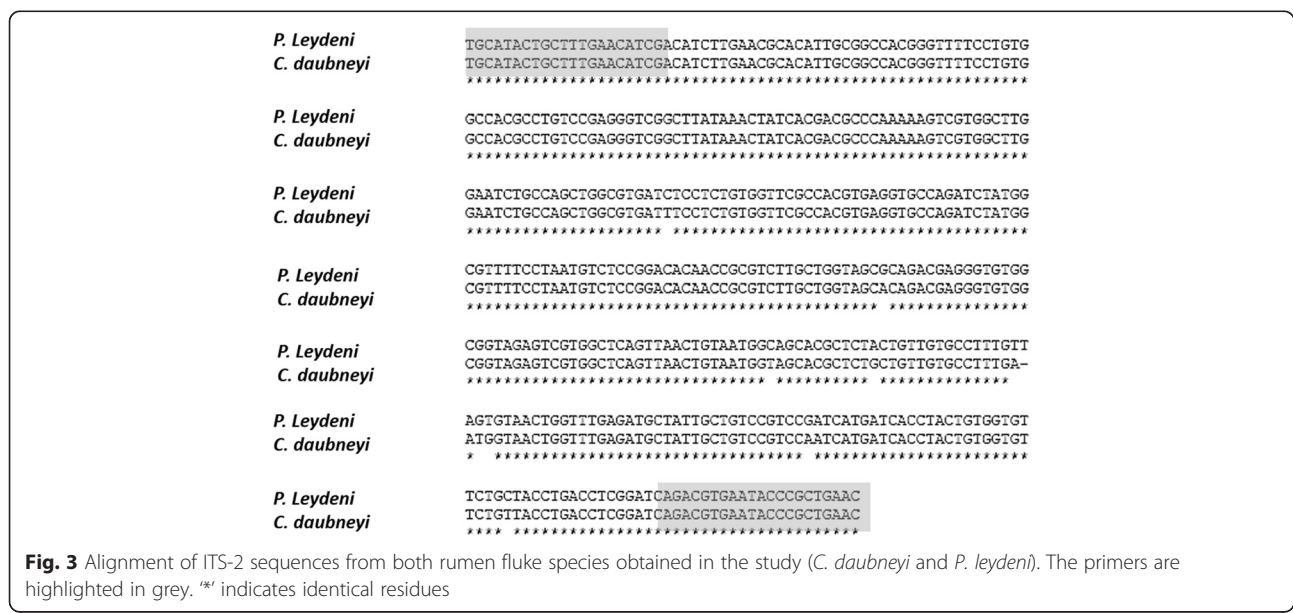 P. Leydeni TGCATACTGCTTTGAACATCGACATCTTGAACGCACATTGCGGCCACGGGTTTTCCTGTG
C. daubneyi TGCATACTGCTTTGAACATCGACATCTTGAACGCACATTGCGGCCACGGGTTTTCCTGTG
************************************************************
P. Leydeni GCCACGCCTGTCCGAGGGTCGGCTTATAAACTATCACGACGCCCAAAAAGTCGTGGCTTG
C. daubneyi GCCACGCCTGTCCGAGGGTCGGCTTATAAACTATCACGACGCCCAAAAAGTCGTGGCTTG
************************************************************
P. Leydeni GAATCTGCCAGCTGGCGTGATCTCCTCTGTGGTTCGCCACGTGAGGTGCCAGATCTATGG
C. daubneyi GAATCTGCCAGCTGGCGTGATTTCCTCTGTGGTTCGCCACGTGAGGTGCCAGATCTATGG
********************* **************************************
P. Leydeni CGTTTTCCTAATGTCTCCGGACACAACCGCGTCTTGCTGGTAGCGCAGACGAGGGTGTGG
C. daubneyi CGTTTTCCTAATGTCTCCGGACACAACCGCGTCTTGCTGGTAGCACAGACGAGGGTGTGG
******************************************** ***************
P. Leydeni CGGTAGAGTCGTGGCTCAGTTAACTGTAATGGCAGCACGCTCTACTGTTGTGCCTTTGTT
C. daubneyi CGGTAGAGTCGTGGCTCAGTTAACTGTAATGGTAGCACGCTCTGCTGTTGTGCCTTTGA-
******************************** ********** **************
P. Leydeni AGTGTAACTGGTTTGAGATGCTATTGCTGTCCGTCCGATCATGATCACCTACTGTGGTGT
C. daubneyi ATGGTAACTGGTTTGAGATGCTATTGCTGTCCGTCCAATCATGATCACCTACTGTGGTGT
*  ********************************* ************************
P. Leydeni TCTGCTACCTGACCTCGGATCAGACGTGAATACCCGCTGAAC
C. daubneyi TCTGTTACCTGACCTCGGATCAGACGTGAATACCCGCTGAAC
**** *************************************
Fig. 3 Alignment of ITS-2 sequences from both rumen fluke species obtained in the study (C. daubneyi and P. leydeni). The primers are
highlighted in grey. '*' indicates identical residues